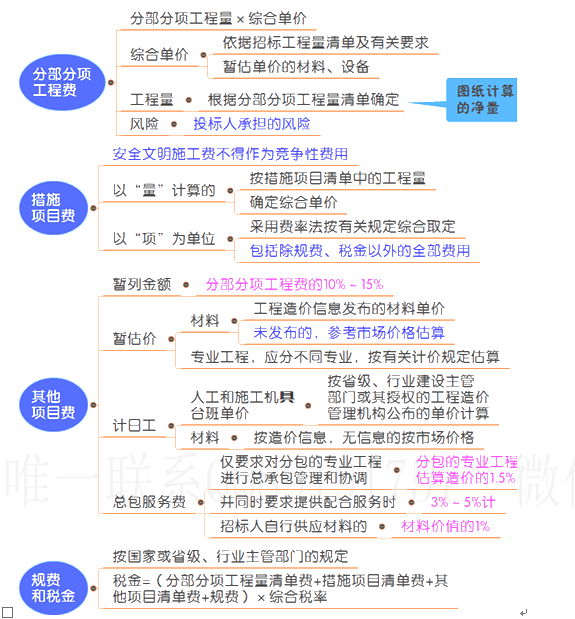 分部分项
工程费
分部分项工程量×综合单价
综合单价
依据招标工程量清单及有关要求
暂估单价的材料、设备
工程量
根据分部分项工程量清单确定
图纸计算
的净量
风险
投标人承担的风险
措施
项目费
安全文明施工费不得作为竞争性费用
以“量”计算的
按措施项目清单中的工程量
确定综合单价
以“项”为单位
采用费率法按有关规定综合取定
包括除规费、税金以外的全部费用
其他
项目费
暂列金额
分部分项工程费的10%~15%
暂估价
材料
工程造价信息发布的材料单价
未发布的，参考市场价格估算
专业工程，应分不同专业，按有关计价规定估算
计日工
人工和施工机具
台班单价
按省级、行业建设主管
部门或其授权的工程造价
管理机构公布的单价计算
材料
按造价信息，无信息的按市场价格
总包服务费
仅要求对分包的专业工程
进行总承包管理和协调
分包的专业工程
估算造价的1.5%
并同时要求提供配合服务时
3%~5%计
招标人自行供应材料的
材料价值的1%
唯一联系
微信
规费
和税金
按国家或省级、行业主管部门的规定
税金=（分部分项工程量清单费+措施项目清单费+其
他项目清单费+规费）×综合税率